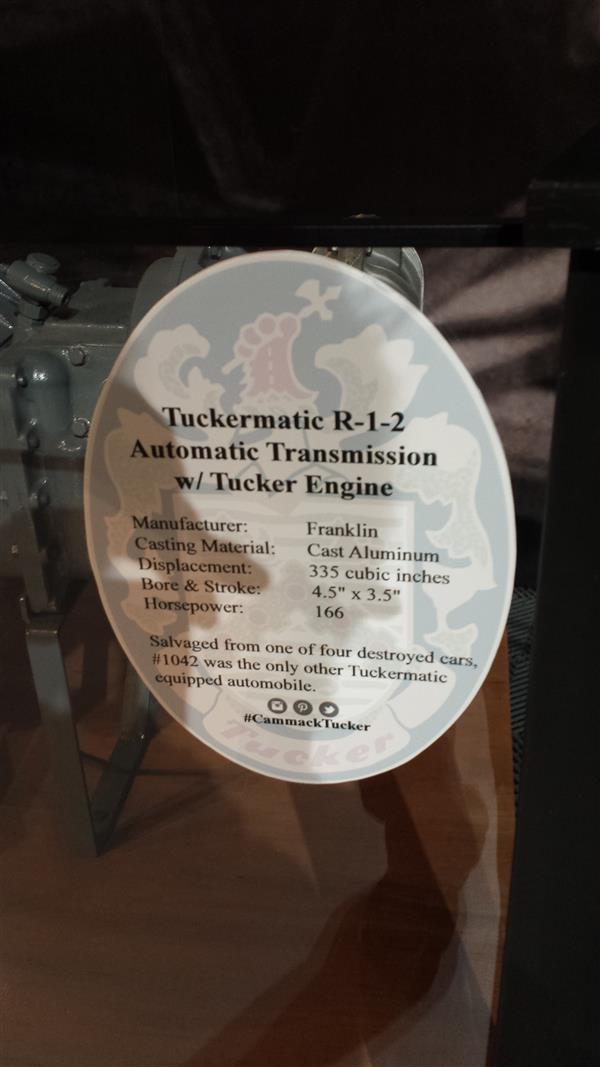 Tuckermatic R-1-2
Automatic Transmission
w/ Tucker Engine
Manufacturer: Franklin
Casting Material: Cast Aluminum
Displacement: 335 cubic inches
Bore & Stroke: 4.5" x 3.5"
Horsepower: 166
Salvaged from one of four destroyed cars,
#1042 was the only other Tuckermatic
equipped automobile.
#CammackTucker
Tucker